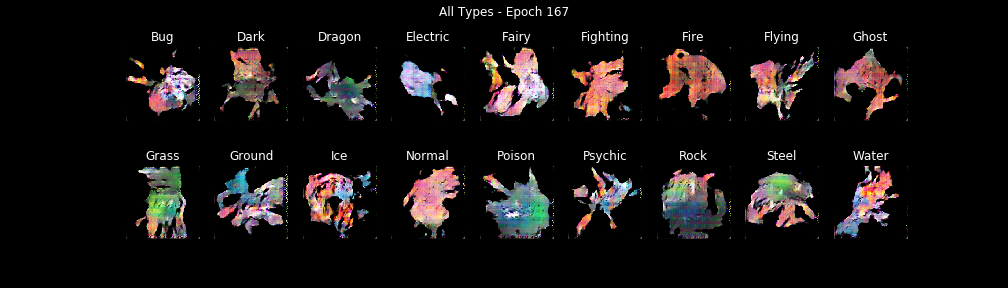 All Types - Epoch 167
Bug Dark Dragon Electric Fairy Fighting Fire Flying Ghost
Grass Ground Ice Normal Poison Psychic Rock Steel Water